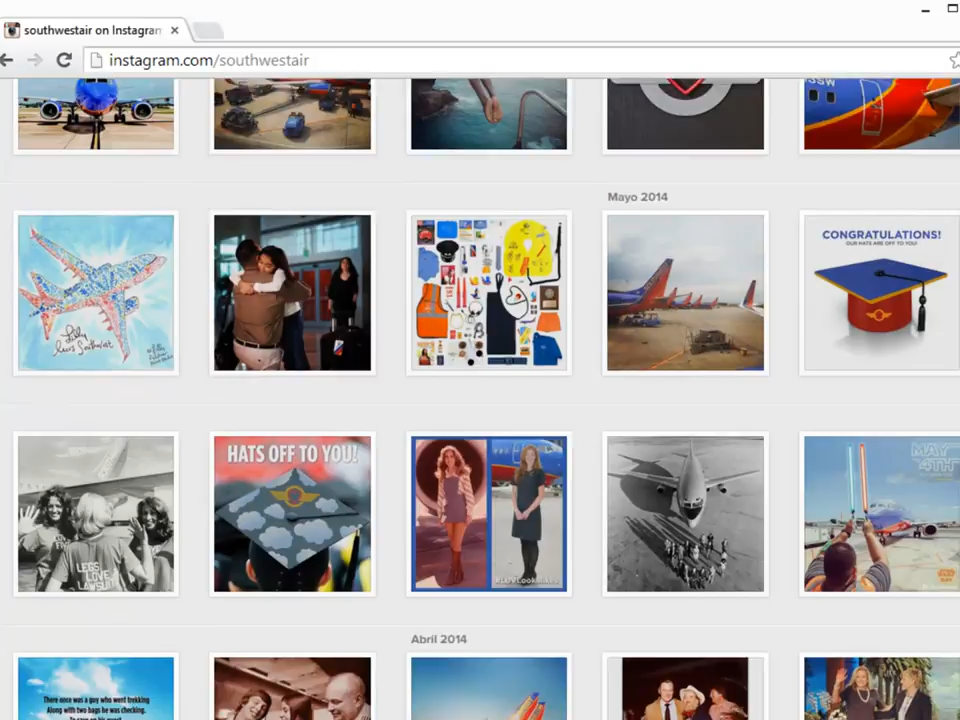 southwestair on Instagram
instagram.com/southwestair
Mayo 2014
CONGRATULATIONS!
OUR HATS ARE OFF TO YOU!
HATS OFF TO YOU!
MAY
4TH
LEGS
LOVE
LAWSUIT
Abril 2014
There once was a guy who went trekking
Along with two bags he was checking.